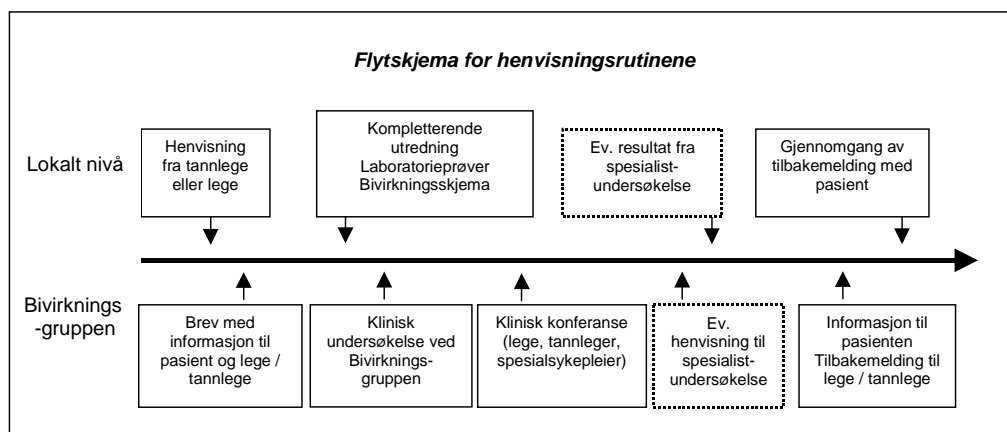 Flytskjema for henvisningsrutinene
Lokalt nivå
Henvisning
fra tannlege
eller lege
Kompletterende
utredning
Laboratorieprøver
Bivirkningsskjema
Ev. resultat fra
spesialist-
undersøkelse
Gjennomgang av
tilbakemelding med
pasient
Bivirknings
-gruppen
Brev med
informasjon til
pasient og lege /
tannlege
Klinisk
undersøkelse ved
Bivirknings-
gruppen
Klinisk konferanse
(lege, tannleger,
spesialsykepleier)
Ev.
henvisning til
spesialist-
undersøkelse
Informasjon til
pasienten
Tilbakemelding til
lege / tannlege